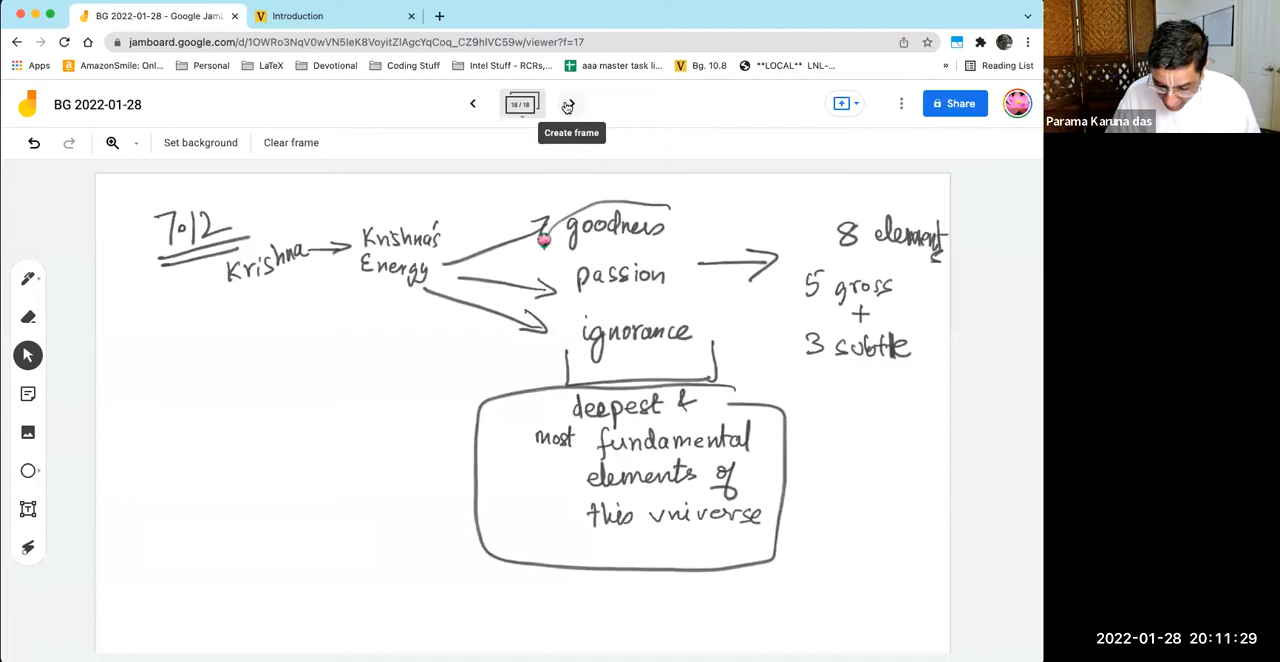 BG 2022-01-28 - Google Jam
Introduction
jamboard.google.com/d/1OWRo3NqV0wVN5leK8VoyitZlAgcYqCoq_CZ9hlVC59w/viewer?f=17
Apps AmazonSmile: Onl... Personal LaTeX Devotional Coding Stuff Intel Stuff - RCRs,... aaa master task li... Bg. 10.8 **LOCAL** LNL-... » Reading List
BG 2022-01-28
18 / 18
Share
Create frame
Set background Clear frame
Parama Karuna das
7.12
Krishna
Krishna's
Energy
goodness
passion
ignorance
8 elements
5 gross
+
3 subtle
deepest &
most fundamental
elements of
this universe
2022-01-28 20:11:29